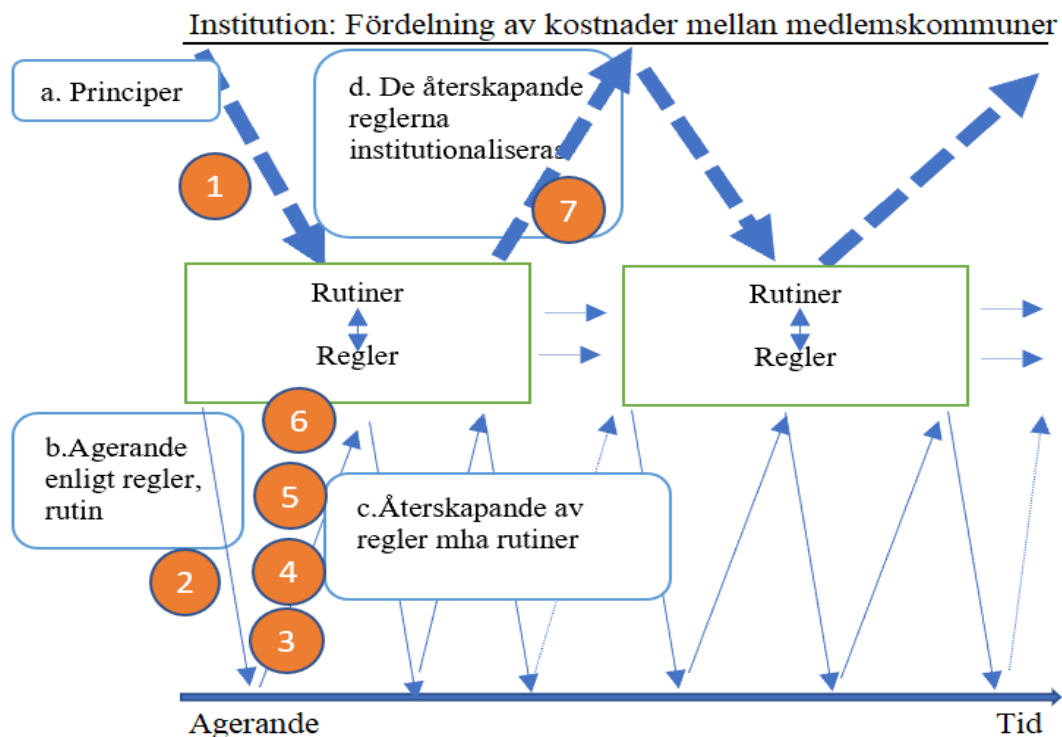 Institution: Fördelning av kostnader mellan medlemskommuner
a. Principer
d. De återskapande
reglerna
institutionaliseras
1
7
Rutiner
Regler
Rutiner
Regler
6
b.Agerande
enligt regler,
rutin
5
c.Återskapande av
regler mha rutiner
4
2
3
Agerande
Tid